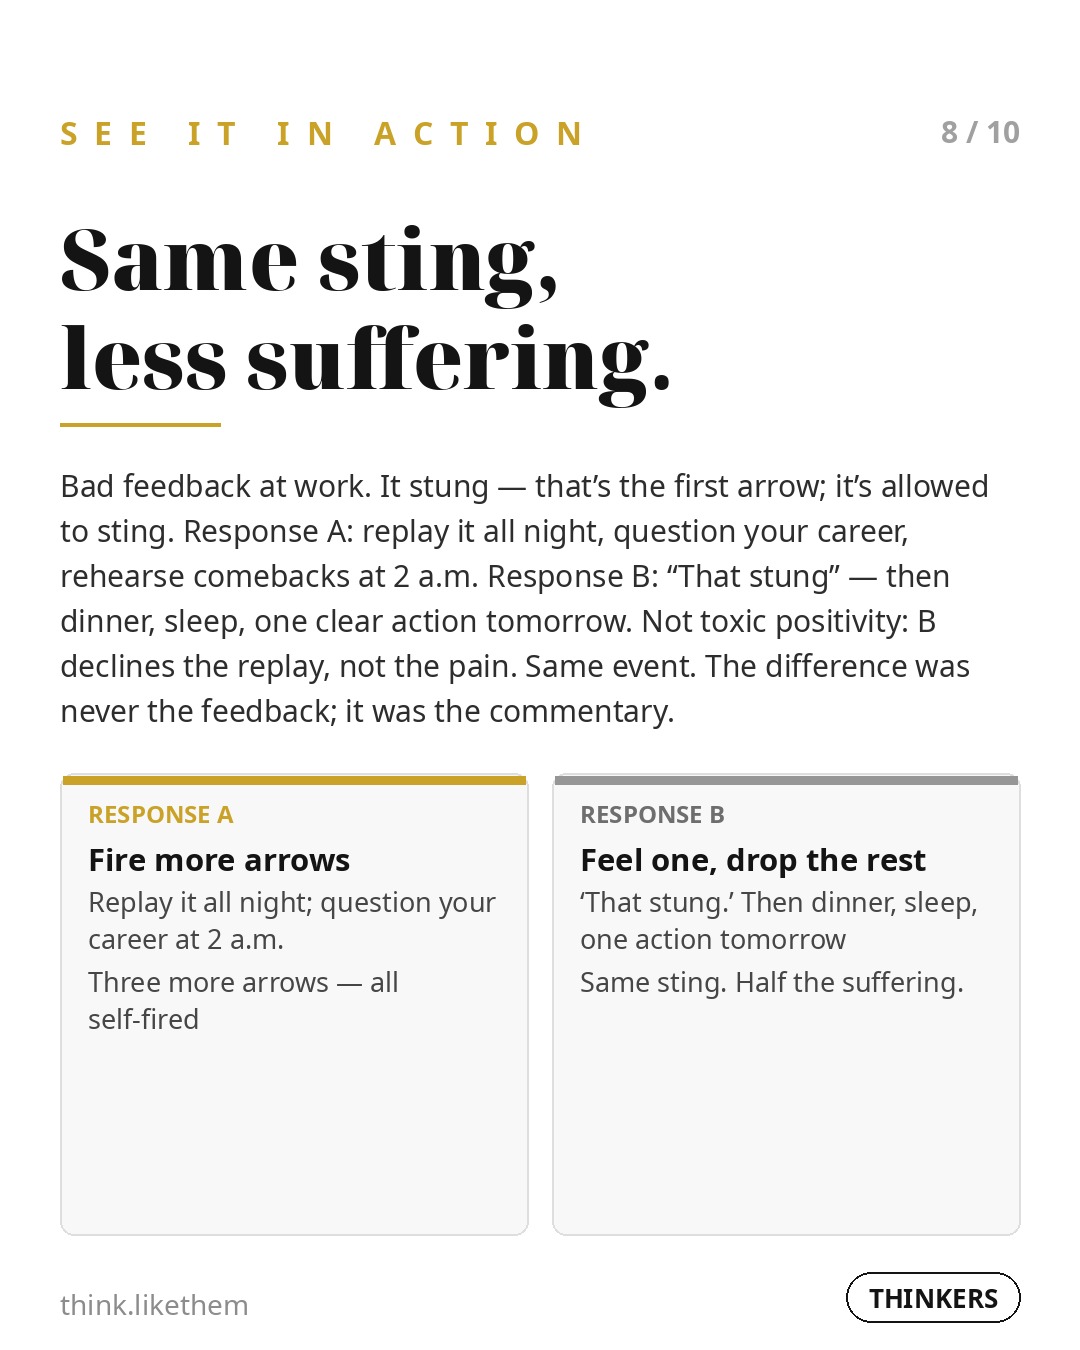 SEE IT IN ACTION
8 / 10
Same sting,
less suffering.
Bad feedback at work. It stung — that’s the first arrow; it’s allowed
to sting. Response A: replay it all night, question your career,
rehearse comebacks at 2 a.m. Response B: “That stung” — then
dinner, sleep, one clear action tomorrow. Not toxic positivity: B
declines the replay, not the pain. Same event. The difference was
never the feedback; it was the commentary.
RESPONSE A
Fire more arrows
Replay it all night; question your
career at 2 a.m.
Three more arrows — all
self-fired
RESPONSE B
Feel one, drop the rest
‘That stung.’ Then dinner, sleep,
one action tomorrow
Same sting. Half the suffering.
think.likethem
THINKERS